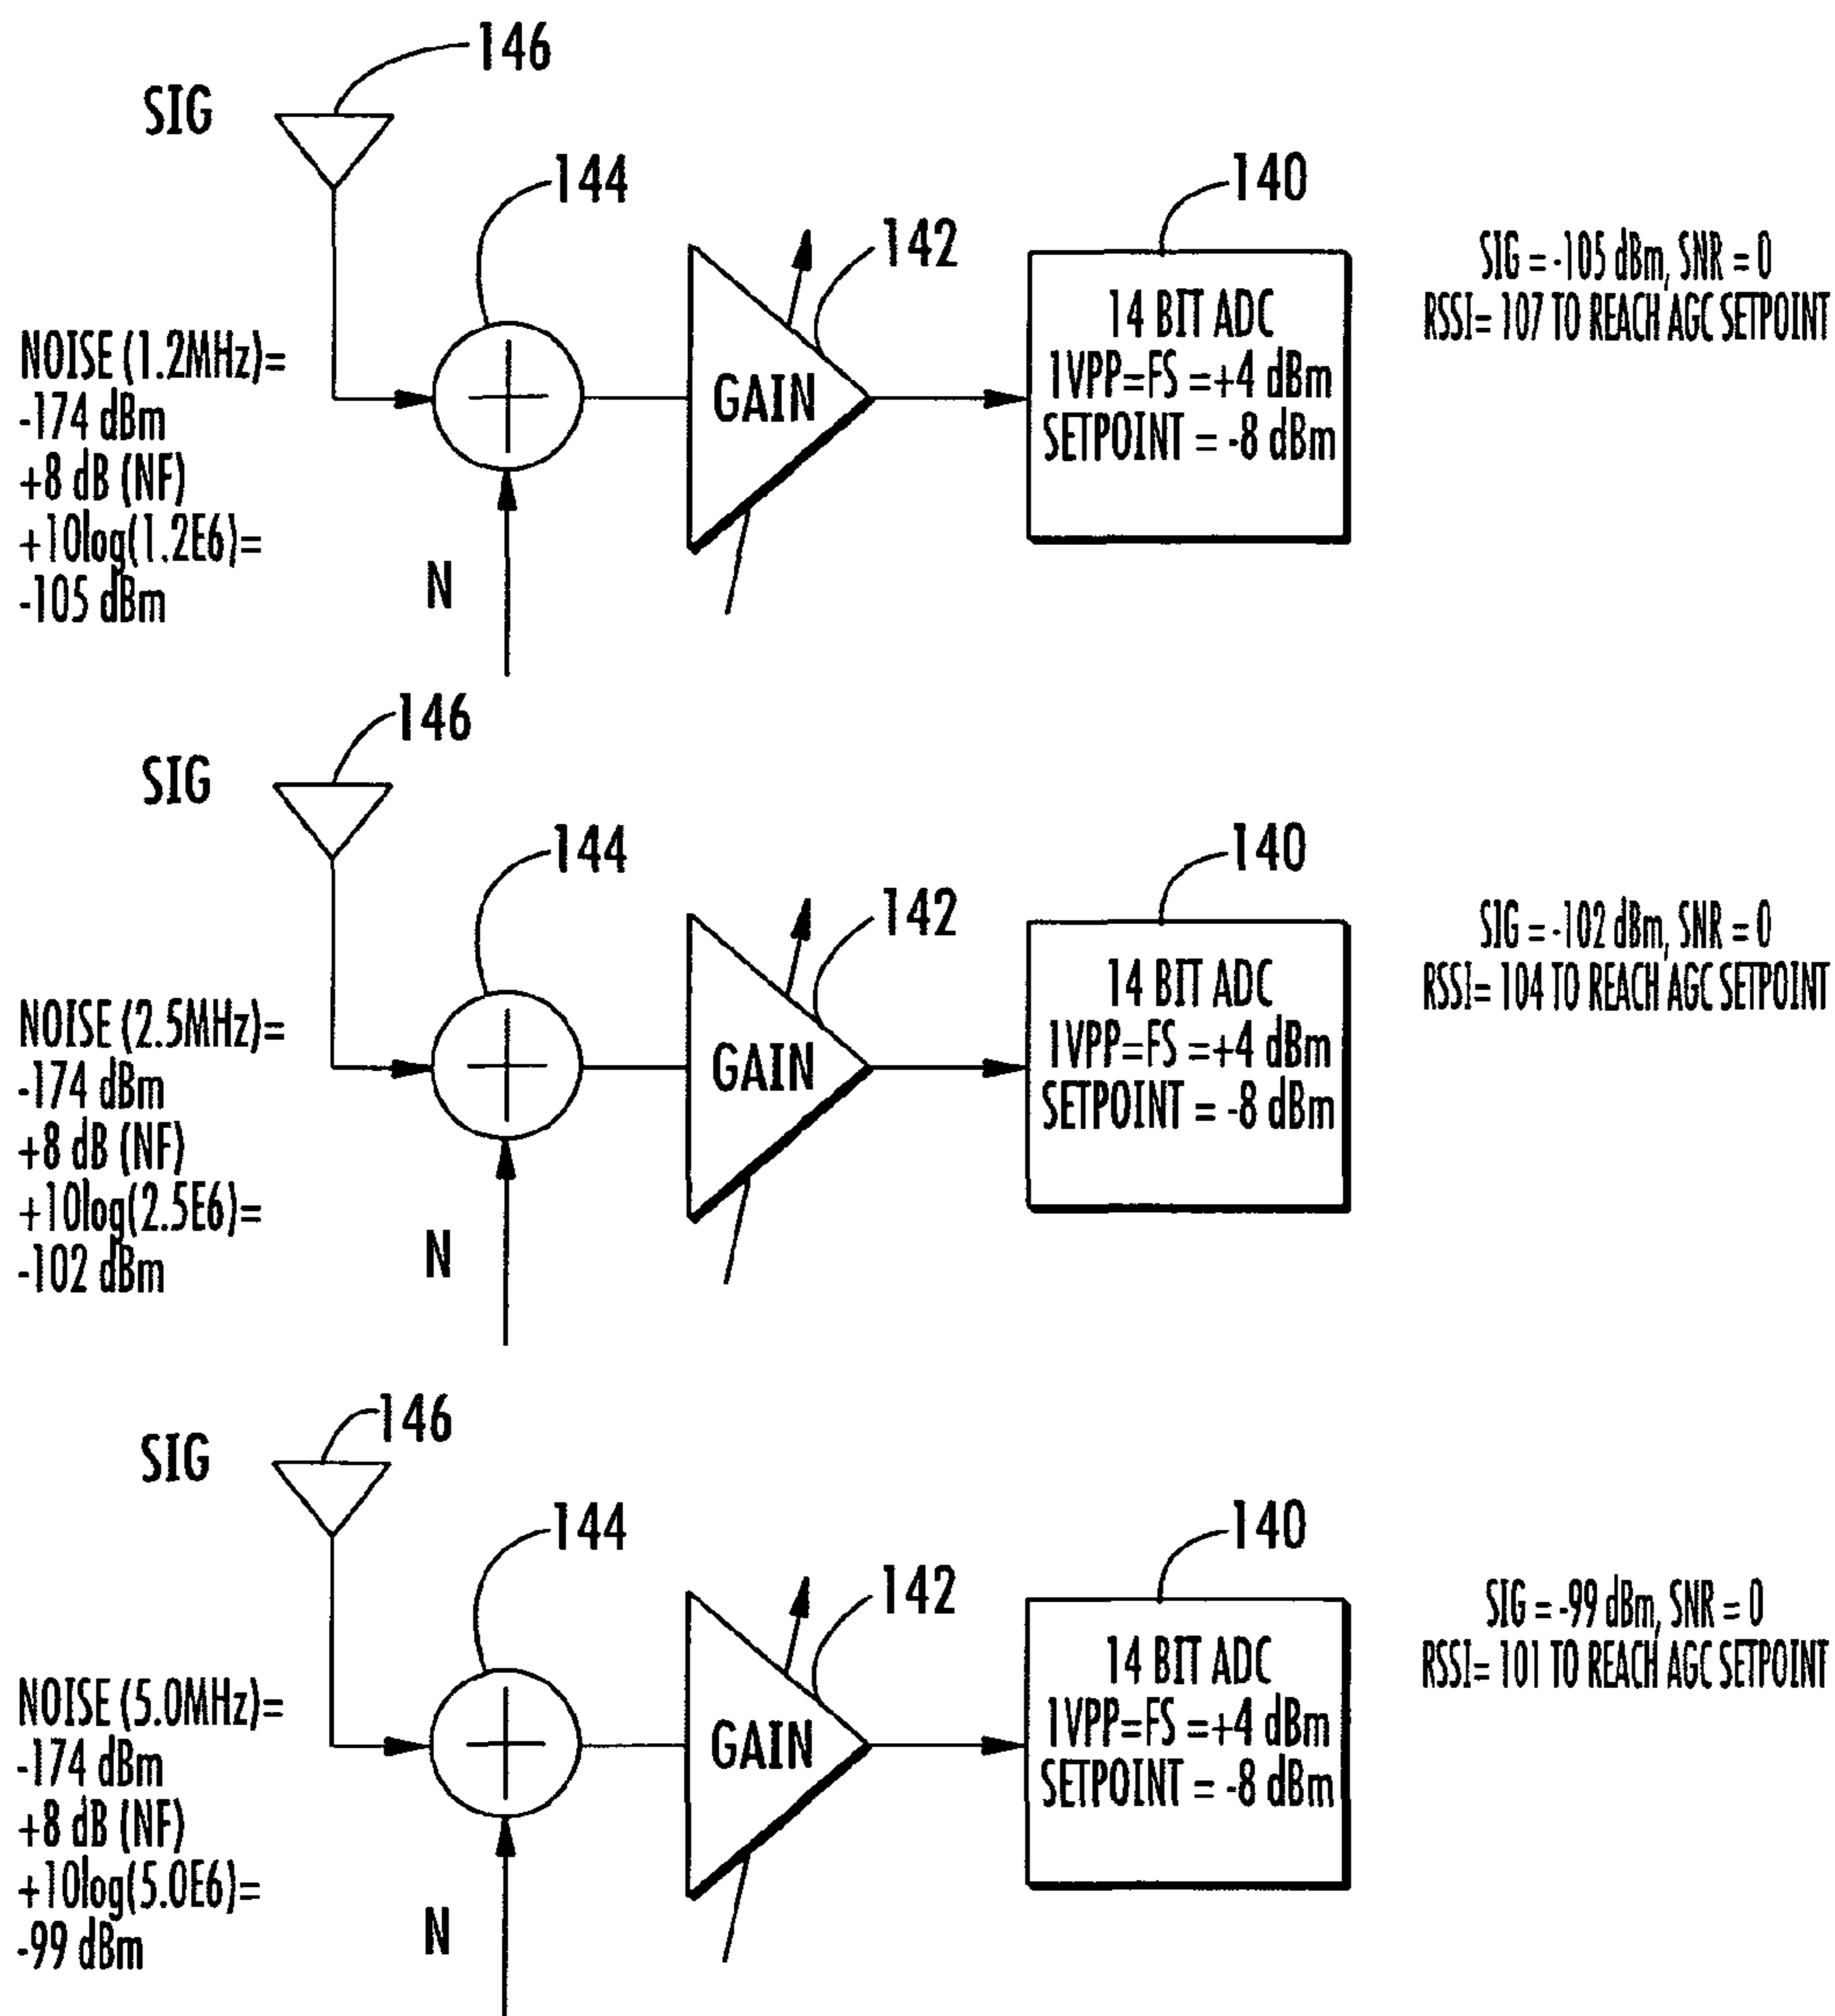 146
SIG
144
140
142
SIG = -105 dBm, SNR = 0
RSSI= 107 TO REACH AGC SETPOINT
NOISE (1.2MHz)=
-174 dBm
+8 dB (NF)
+10log(1.2E6)=
-105 dBm
GAIN
14 BIT ADC
1VPP=FS =+4 dBm
SETPOINT = -8 dBm
N
146
SIG
144
140
142
SIG = -102 dBm, SNR = 0
RSSI= 104 TO REACH AGC SETPOINT
NOISE (2.5MHz)=
-174 dBm
+8 dB (NF)
+10log(2.5E6)=
-102 dBm
GAIN
14 BIT ADC
1VPP=FS =+4 dBm
SETPOINT = -8 dBm
N
146
SIG
144
140
142
SIG = -99 dBm, SNR = 0
RSSI= 101 TO REACH AGC SETPOINT
NOISE (5.0MHz)=
-174 dBm
+8 dB (NF)
+10log(5.0E6)=
-99 dBm
GAIN
14 BIT ADC
1VPP=FS =+4 dBm
SETPOINT = -8 dBm
N